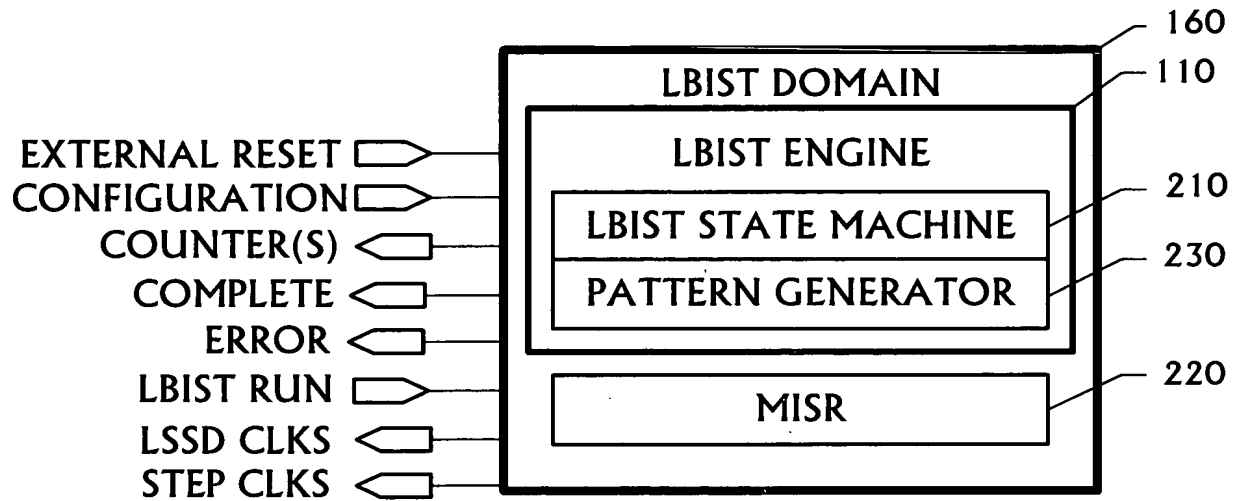 160
LBIST DOMAIN
110
EXTERNAL RESET
LBIST ENGINE
CONFIGURATION
210
COUNTER(S)
LBIST STATE MACHINE
230
COMPLETE
PATTERN GENERATOR
ERROR
LBIST RUN
220
MISR
LSSD CLKS
STEP CLKS